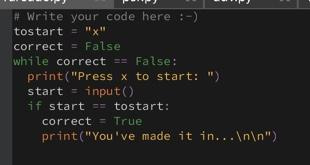 # Write your code here :-)
tostart = "x"
correct = False
while correct == False:
  print("Press x to start: ")
  start = input()
  if start == tostart:
    correct = True
    print("You've made it in...\n\n")